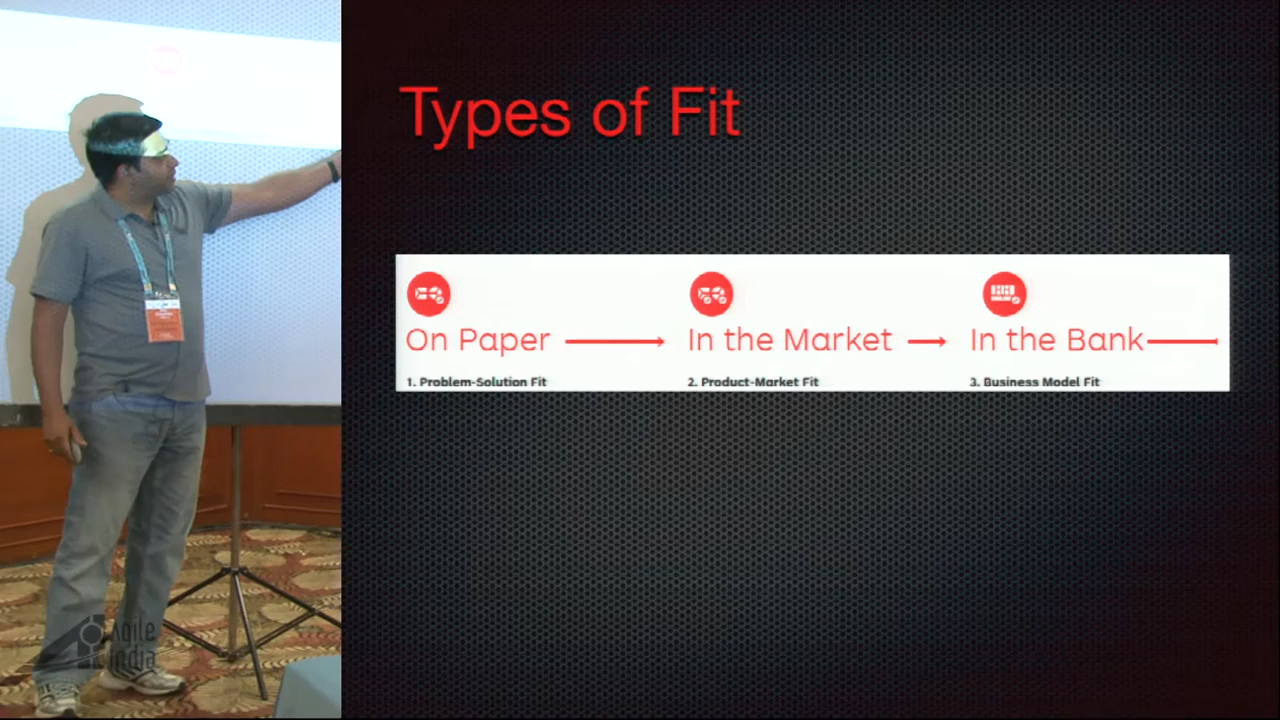 Types of Fit
On Paper
In the Market
In the Bank
1. Problem-Solution Fit
2. Product-Market Fit
3. Business Model Fit
Agile
India